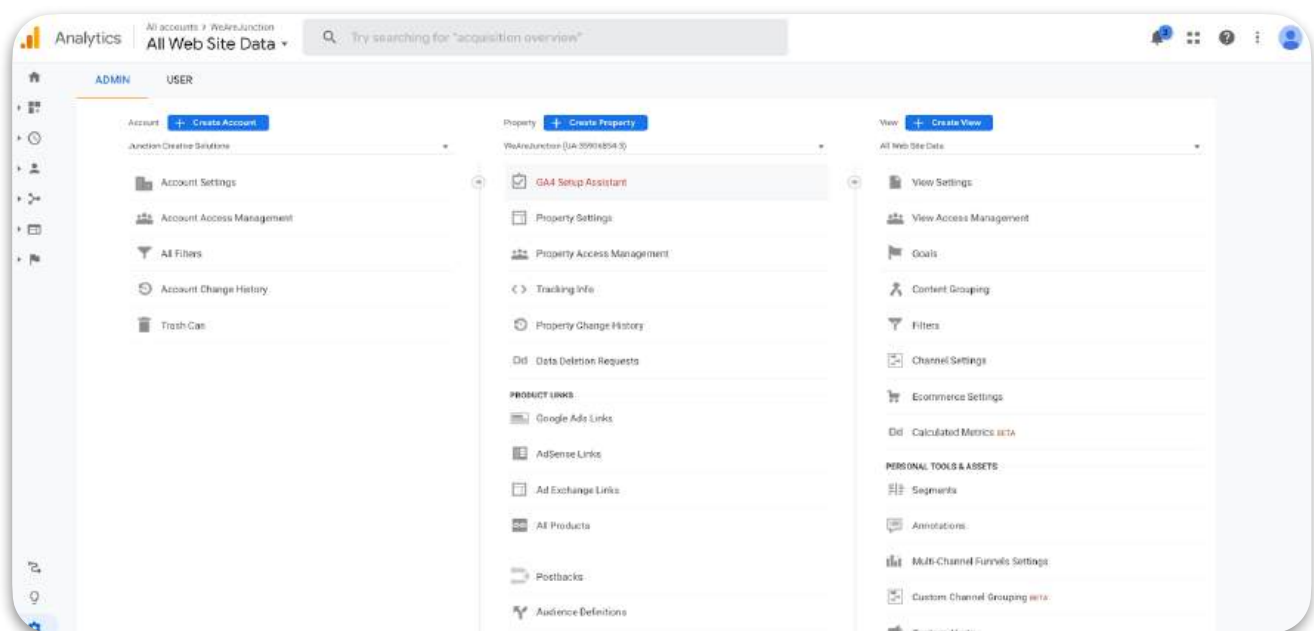 Analytics
All accounts > WeAreJunction
All Web Site Data
Try searching for "acquisition overview"
ADMIN
USER
Account
Create Account
Junction Creative Solutions
Account Settings
Account Access Management
All Filters
Account Change History
Trash Can
Property
Create Property
GA4 Setup Assistant
Property Settings
Property Access Management
Tracking Info
Property Change History
Dd Data Deletion Requests
PRODUCT LINKS
Google Ads Links
AdSense Links
Ad Exchange Links
All Products
Postbacks
Audience Definitions
View
Create View
All Web Site Data
View Settings
View Access Management
Goals
Content Grouping
Filters
Channel Settings
Ecommerce Settings
Dd Calculated Metrics BETA
PERSONAL TOOLS & ASSETS
Segments
Annotations
Multi-Channel Funnels Settings
Custom Channel Grouping BETA